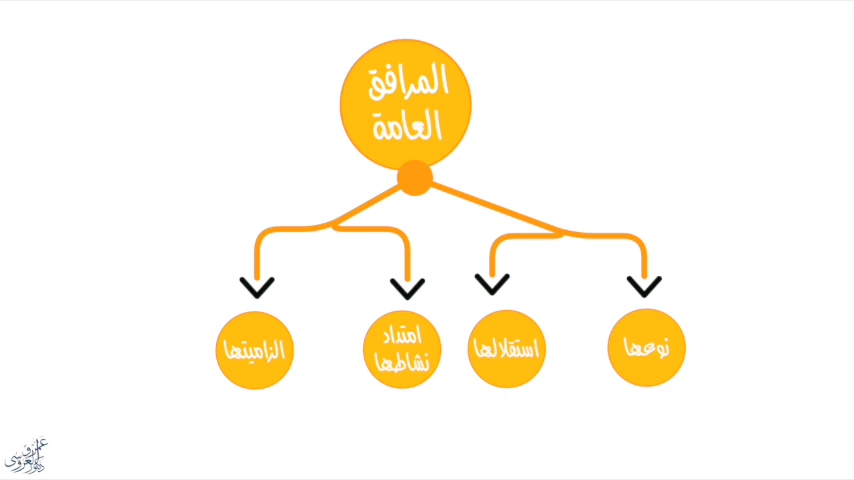 المرافق
العامة
نوعها
استقلالها
امتداد
نشاطها
الزاميتها